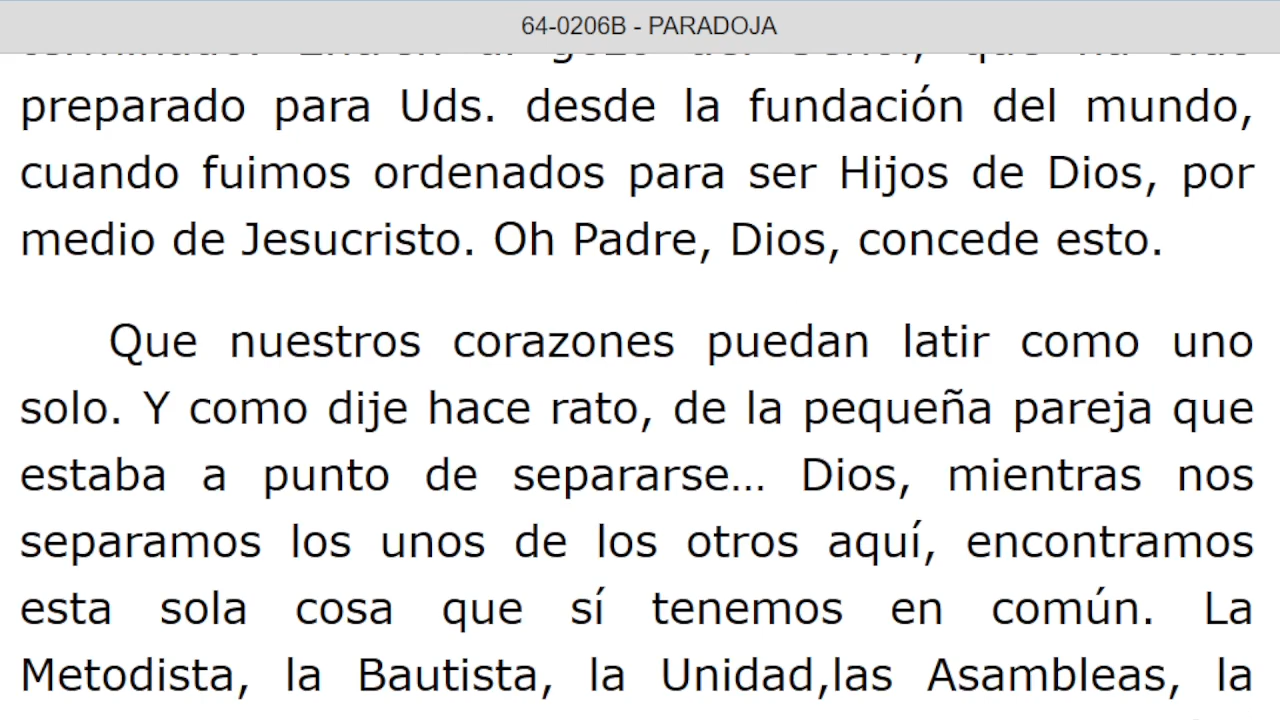 64-0206B - PARADOJA
preparado para Uds. desde la fundación del mundo,
cuando fuimos ordenados para ser Hijos de Dios, por
medio de Jesucristo. Oh Padre, Dios, concede esto.
Que nuestros corazones puedan latir como uno
solo. Y como dije hace rato, de la pequeña pareja que
estaba a punto de separarse… Dios, mientras nos
separamos los unos de los otros aquí, encontramos
esta sola cosa que sí tenemos en común. La
Metodista, la Bautista, la Unidad,las Asambleas, la